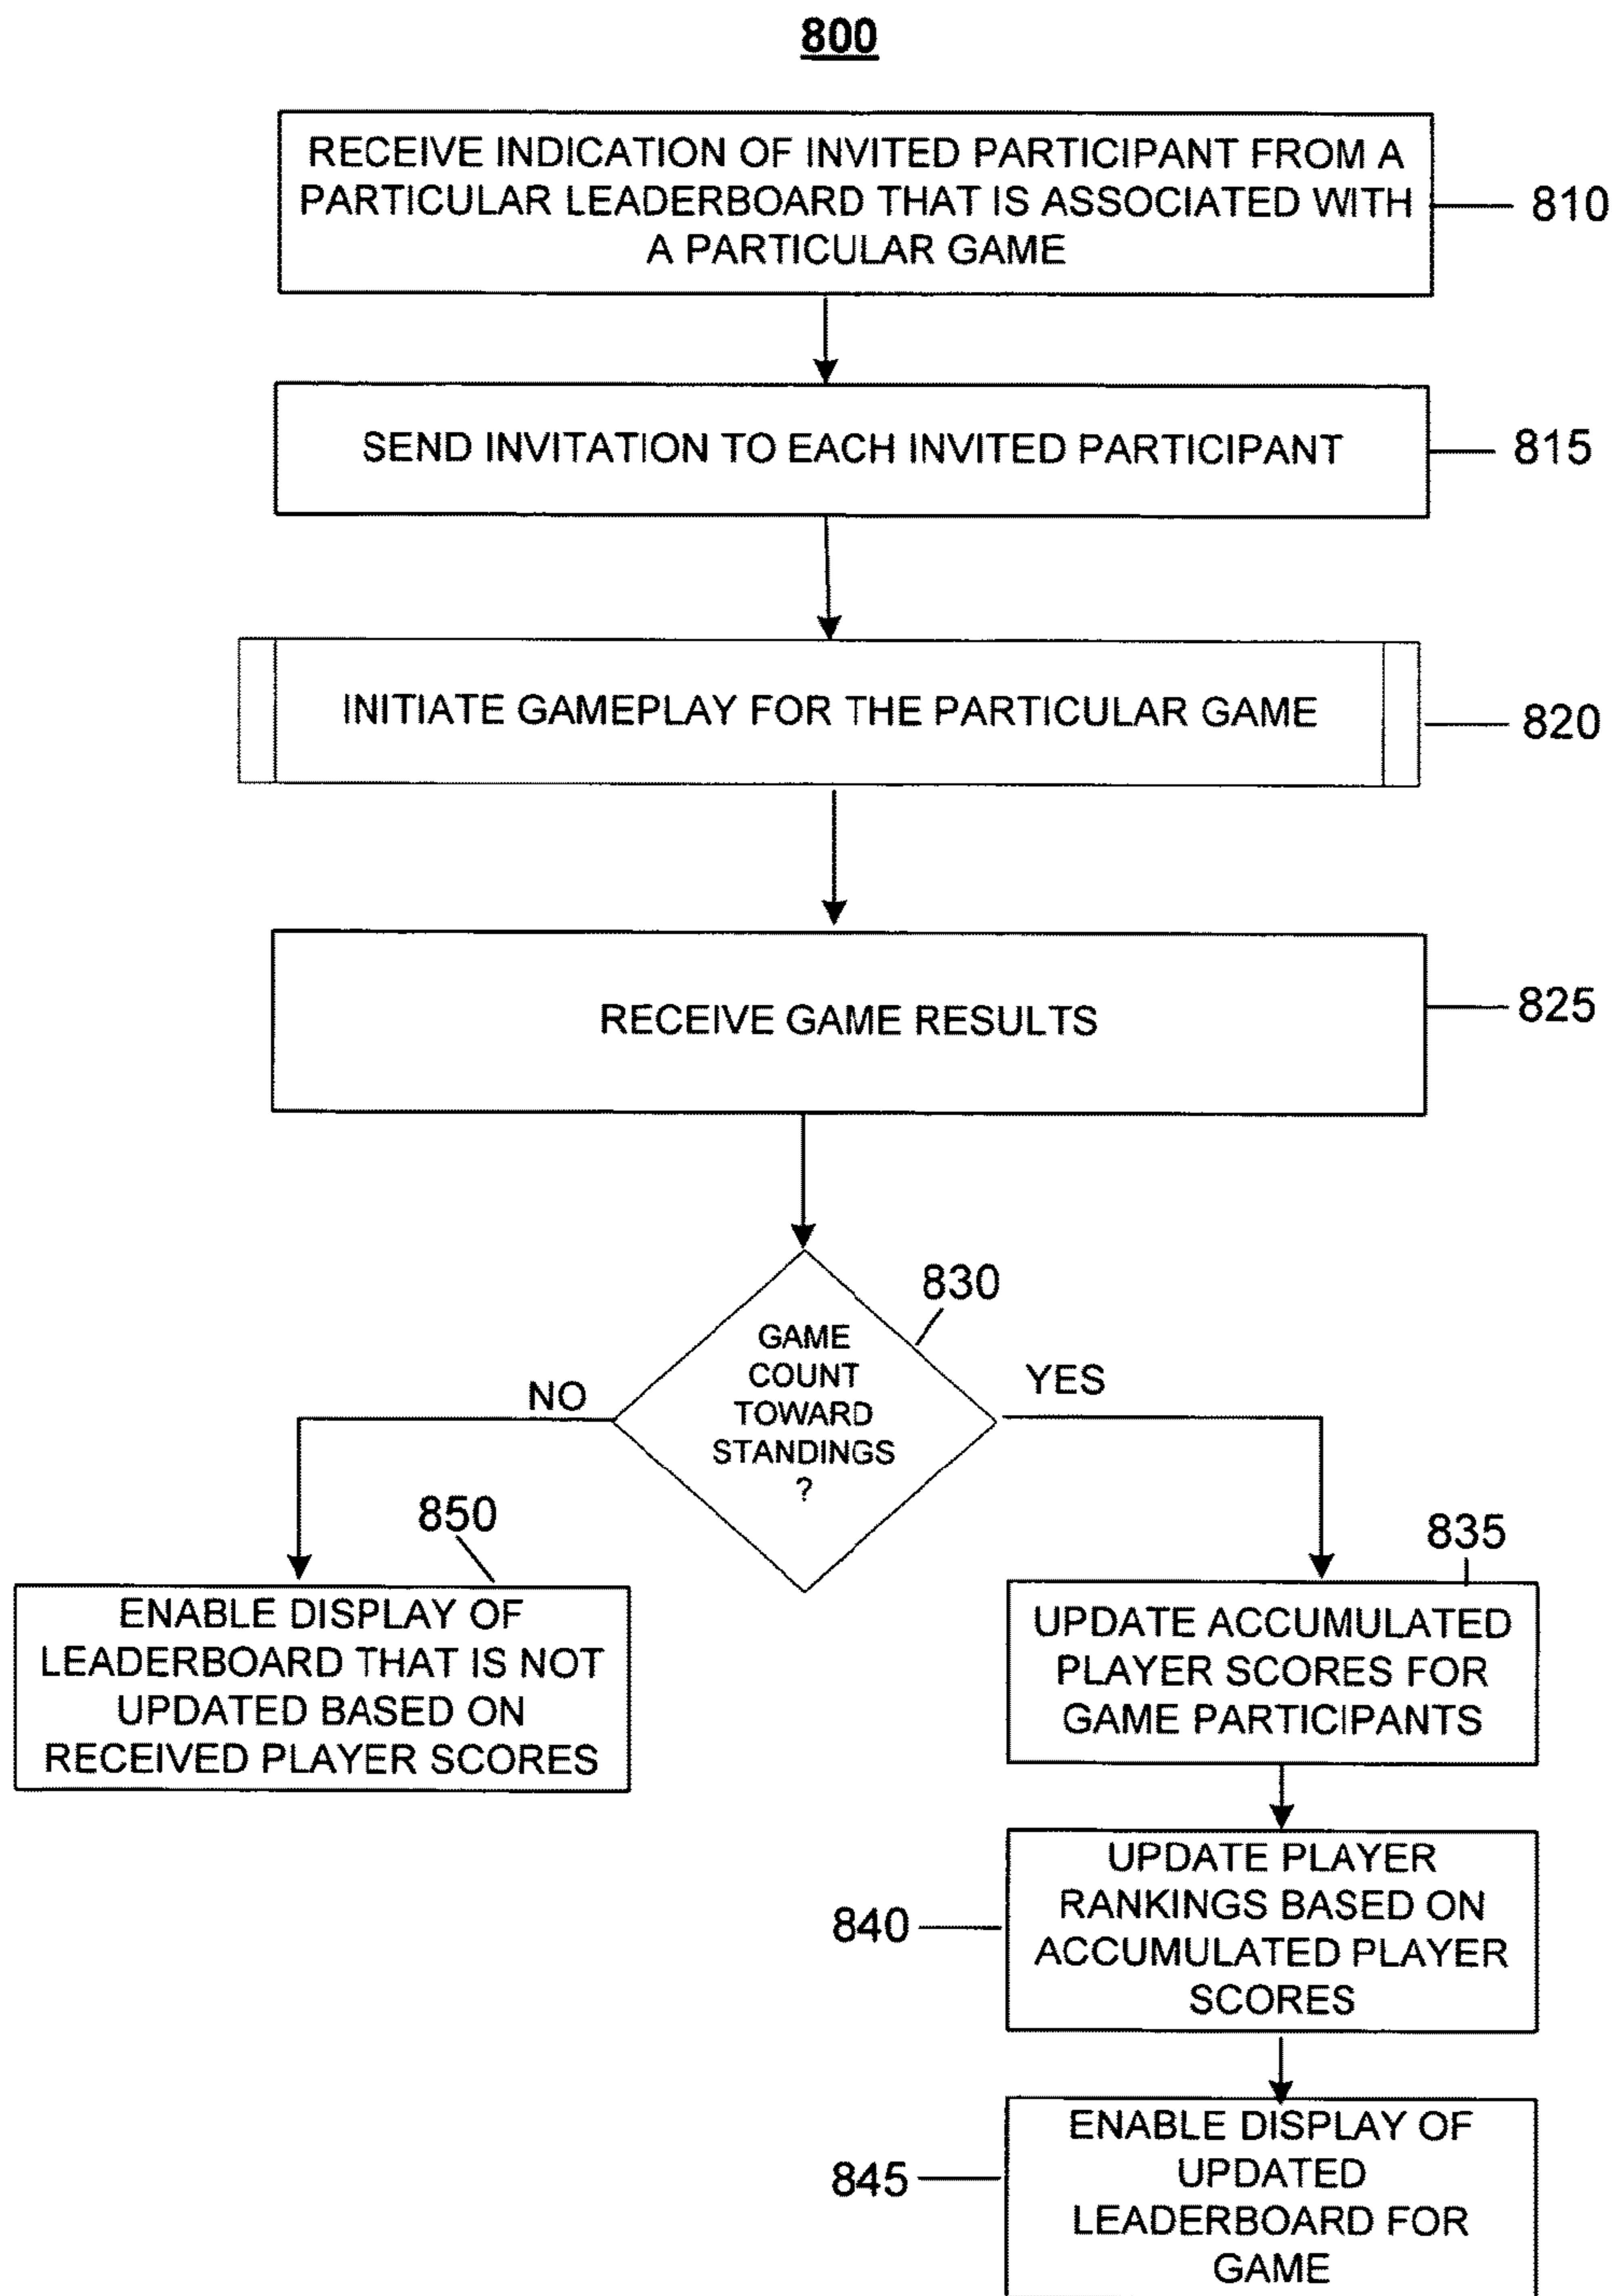 800
RECEIVE INDICATION OF INVITED PARTICIPANT FROM A
PARTICULAR LEADERBOARD THAT IS ASSOCIATED WITH
A PARTICULAR GAME
810
SEND INVITATION TO EACH INVITED PARTICIPANT
815
INITIATE GAMEPLAY FOR THE PARTICULAR GAME
820
RECEIVE GAME RESULTS
825
830
GAME
COUNT
TOWARD
STANDINGS
?
NO
YES
850
ENABLE DISPLAY OF
LEADERBOARD THAT IS NOT
UPDATED BASED ON
RECEIVED PLAYER SCORES
835
UPDATE ACCUMULATED
PLAYER SCORES FOR
GAME PARTICIPANTS
840
UPDATE PLAYER
RANKINGS BASED ON
ACCUMULATED PLAYER
SCORES
845
ENABLE DISPLAY OF
UPDATED
LEADERBOARD FOR
GAME